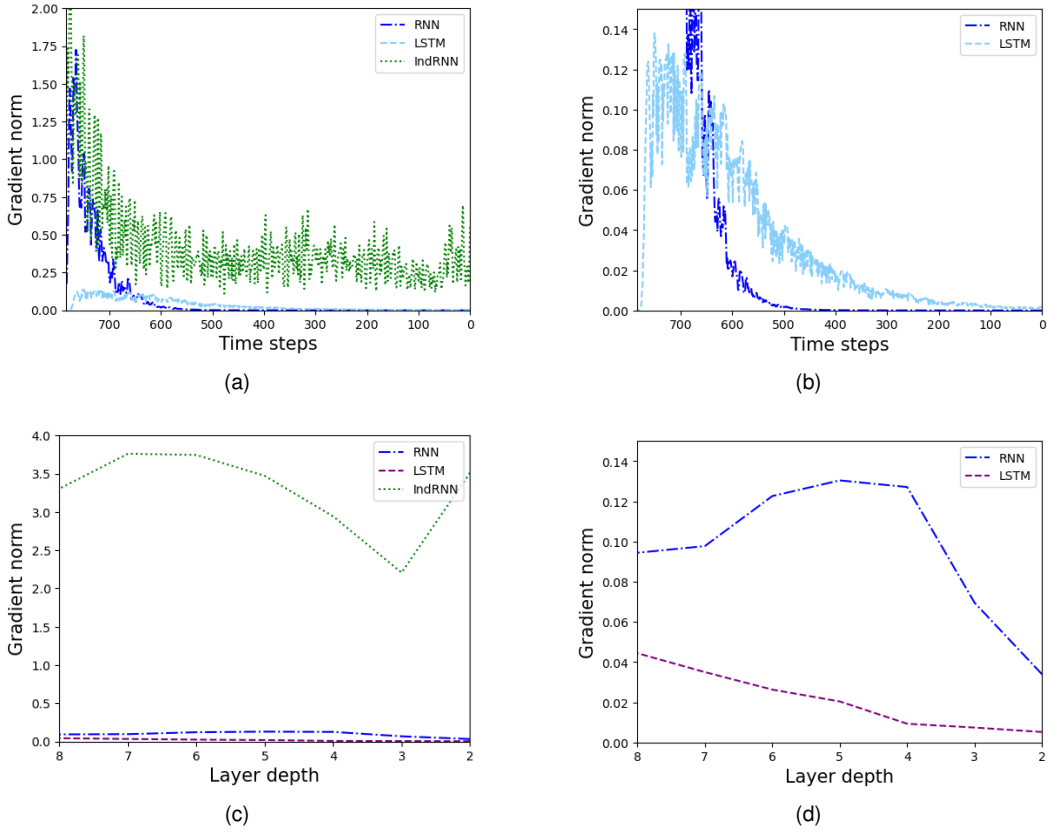 2.00
1.75
1.50
1.25
1.00
0.75
0.50
0.25
0.00
Gradient norm
RNN
LSTM
IndRNN
700 600 500 400 300 200 100 0
Time steps
(a)
0.14
0.12
0.10
0.08
0.06
0.04
0.02
0.00
Gradient norm
RNN
LSTM
700 600 500 400 300 200 100 0
Time steps
(b)
4.0
3.5
3.0
2.5
2.0
1.5
1.0
0.5
0.0
Gradient norm
RNN
LSTM
IndRNN
8 7 6 5 4 3 2
Layer depth
(c)
0.14
0.12
0.10
0.08
0.06
0.04
0.02
0.00
Gradient norm
RNN
LSTM
8 7 6 5 4 3 2
Layer depth
(d)